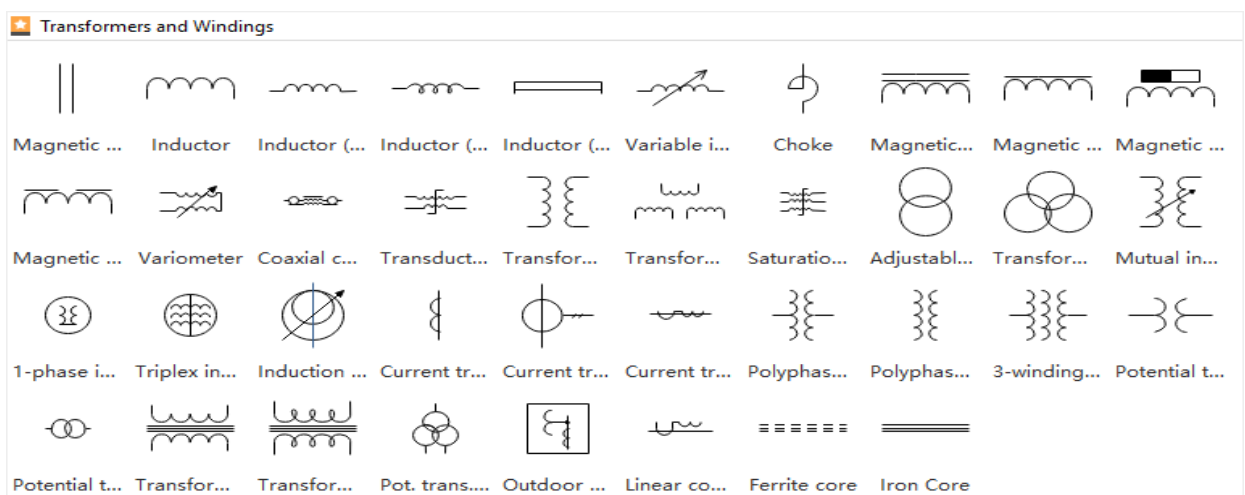 Transformers and Windings
Magnetic ... Inductor Inductor (... Inductor (... Inductor (... Variable i... Choke Magnetic... Magnetic ... Magnetic ...
Magnetic ... Variometer Coaxial c... Transduct... Transfor... Transfor... Saturatio... Adjustabl... Transfor... Mutual in...
1-phase i... Triplex in... Induction ... Current tr... Current tr... Current tr... Polyphas... Polyphas... 3-winding... Potential t...
Potential t... Transfor... Transfor... Pot. trans.... Outdoor ... Linear co... Ferrite core Iron Core